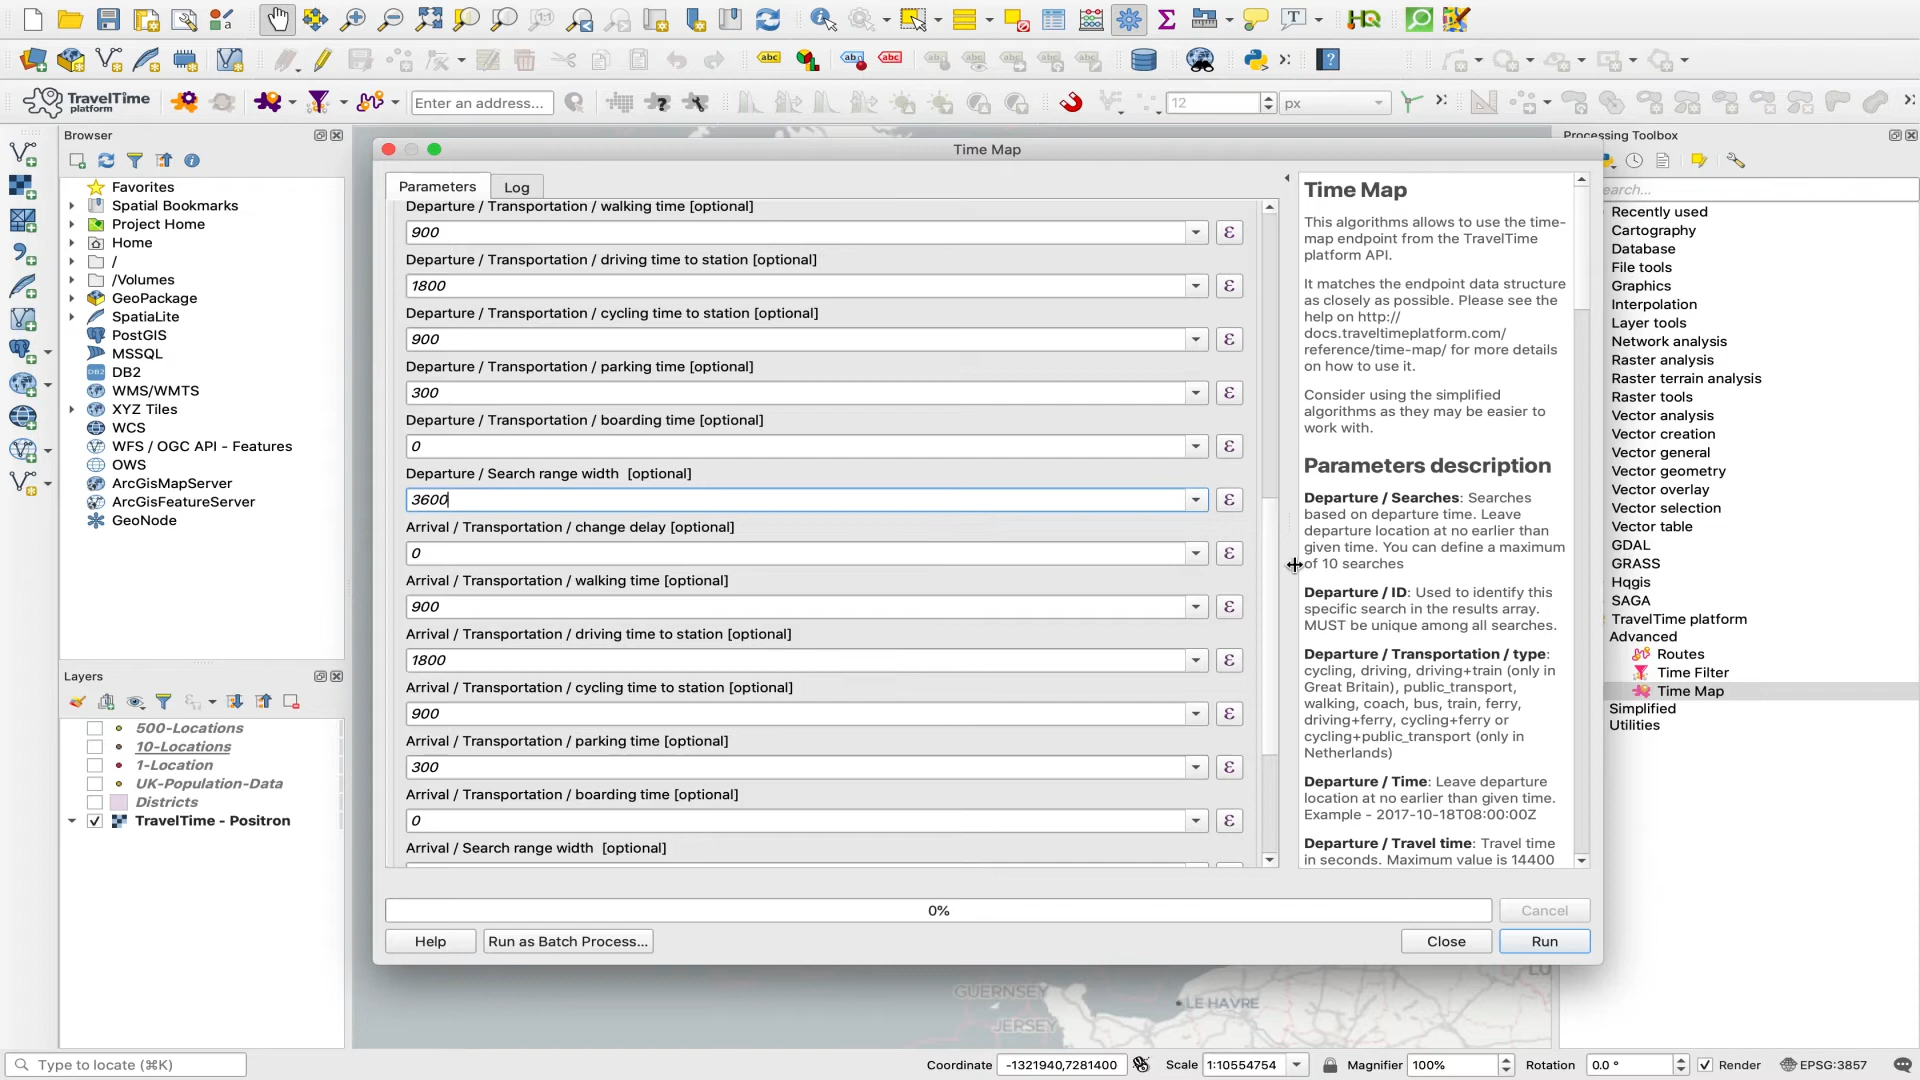 abc
abc
abc
HQ
TravelTime
platform
Enter an address...
12
px
Browser
Favorites
Spatial Bookmarks
Project Home
Home
/
/Volumes
GeoPackage
SpatiaLite
PostGIS
MSSQL
DB2
WMS/WMTS
XYZ Tiles
WCS
WFS / OGC API - Features
OWS
ArcGisMapServer
ArcGisFeatureServer
GeoNode
Layers
500-Locations
10-Locations
1-Location
UK-Population-Data
Districts
TravelTime - Positron
Time Map
Parameters
Log
Departure / Transportation / walking time [optional]
900
Departure / Transportation / driving time to station [optional]
1800
Departure / Transportation / cycling time to station [optional]
900
Departure / Transportation / parking time [optional]
300
Departure / Transportation / boarding time [optional]
0
Departure / Search range width [optional]
3600
Arrival / Transportation / change delay [optional]
0
Arrival / Transportation / walking time [optional]
900
Arrival / Transportation / driving time to station [optional]
1800
Arrival / Transportation / cycling time to station [optional]
900
Arrival / Transportation / parking time [optional]
300
Arrival / Transportation / boarding time [optional]
0
Arrival / Search range width [optional]
Time Map
This algorithms allows to use the time-
map endpoint from the TravelTime
platform API.
It matches the endpoint data structure
as closely as possible. Please see the
help on http://
docs.traveltimeplatform.com/
reference/time-map/ for more details
on how to use it.
Consider using the simplified
algorithms as they may be easier to
work with.
Parameters description
Departure / Searches: Searches
based on departure time. Leave
departure location at no earlier than
given time. You can define a maximum
of 10 searches
Departure / ID: Used to identify this
specific search in the results array.
MUST be unique among all searches.
Departure / Transportation / type:
cycling, driving, driving+train (only in
Great Britain), public_transport,
walking, coach, bus, train, ferry,
driving+ferry, cycling+ferry or
cycling+public_transport (only in
Netherlands)
Departure / Time: Leave departure
location at no earlier than given time.
Example - 2017-10-18T08:00:00Z
Departure / Travel time: Travel time
in seconds. Maximum value is 14400
0%
Cancel
Help
Run as Batch Process...
Close
Run
GUERNSEY
JERSEY
LE HAVRE
Processing Toolbox
earch...
Recently used
Cartography
Database
File tools
Graphics
Interpolation
Layer tools
Network analysis
Raster analysis
Raster terrain analysis
Raster tools
Vector analysis
Vector creation
Vector general
Vector geometry
Vector overlay
Vector selection
Vector table
GDAL
GRASS
Hqgis
SAGA
TravelTime platform
Advanced
Routes
Time Filter
Time Map
Simplified
Utilities
Type to locate (⌘K)
Coordinate -1321940,7281400 Scale 1:10554754 Magnifier 100% Rotation 0.0 ° Render EPSG:3857